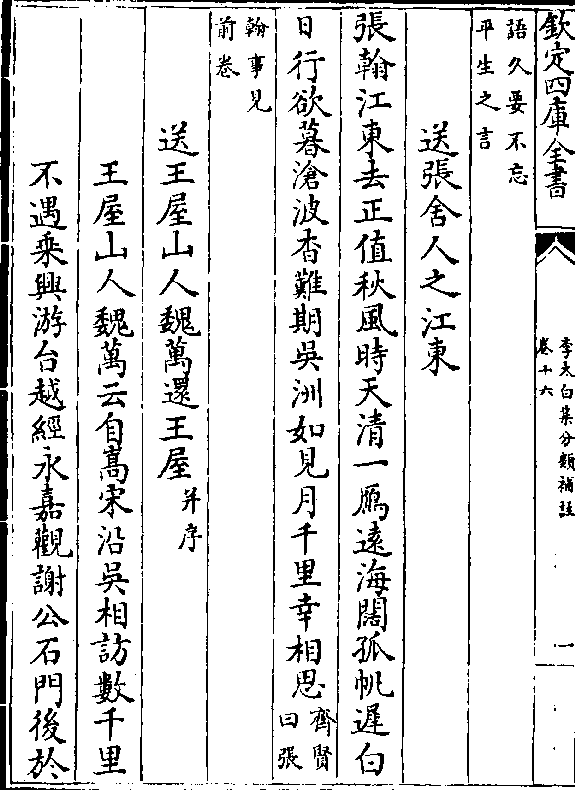 欽定四庫全書
李太白集分類補註
卷十六
一
語久要不忘
平生之言
送張舍人之江東
張翰江東去正值秋風時天清一鴈遠海闊孤帆遲白
日行欲暮滄波杳難期吳洲如見月千里幸相思
齊賢
曰張
翰事見
前卷
送王屋山人魏萬還王屋
并序
王屋山人魏萬云自嵩宋沿吳相訪數千里
不遇乗興游台越經永嘉觀謝公石門後於